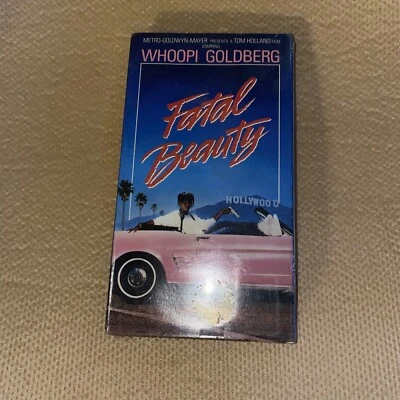 METRO-GOLDWYN-MAYER PRESENTS A TOM HOLLAND FILM
STARRING
WHOOPI GOLDBERG
Fatal
Beauty
HOLLYWOOD